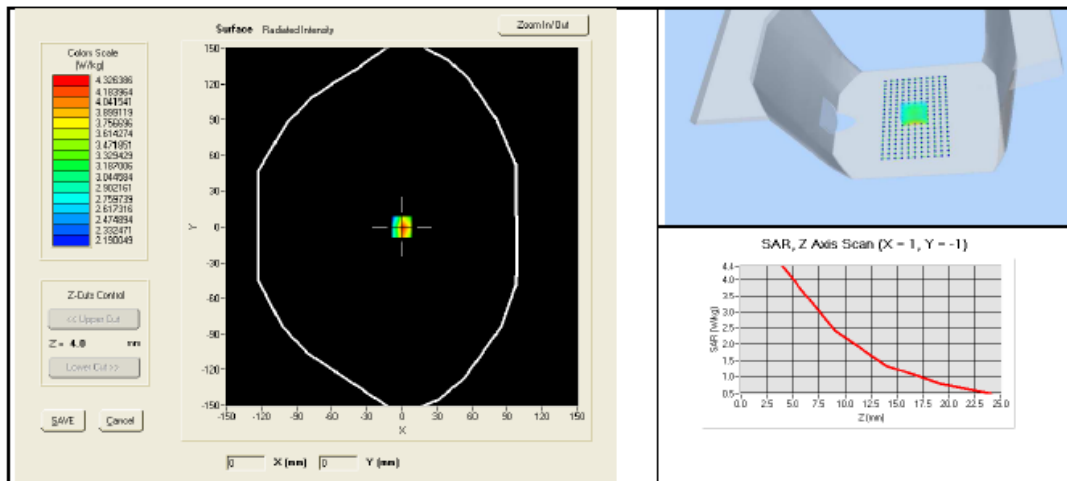 Surface Radiated Intensity
Zoom In/Out
Colors Scale
(W/kg)
4.326386
4.183964
4.041541
3.899119
3.756696
3.614274
3.471851
3.329429
3.187006
3.044584
2.902161
2.759739
2.617316
2.474894
2.332471
2.190049
Z-Cuts Control
<< Upper Cut
Z = 4.0 mm
Lower Cut >>
SAVE Cancel
150
120
90
60
30
0
-30
-60
-90
-120
-150
Y
-150 -120 -90 -60 -30 0 30 60 90 120 150
X
0 X (mm) 0 Y (mm)
SAR, Z Axis Scan (X = 1, Y = -1)
4.4
4.0
3.5
3.0
2.5
2.0
1.5
1.0
0.5
SAR (W/kg)
0.0 2.5 5.0 7.5 10.0 12.5 15.0 17.5 20.0 22.5 25.0
Z (mm)